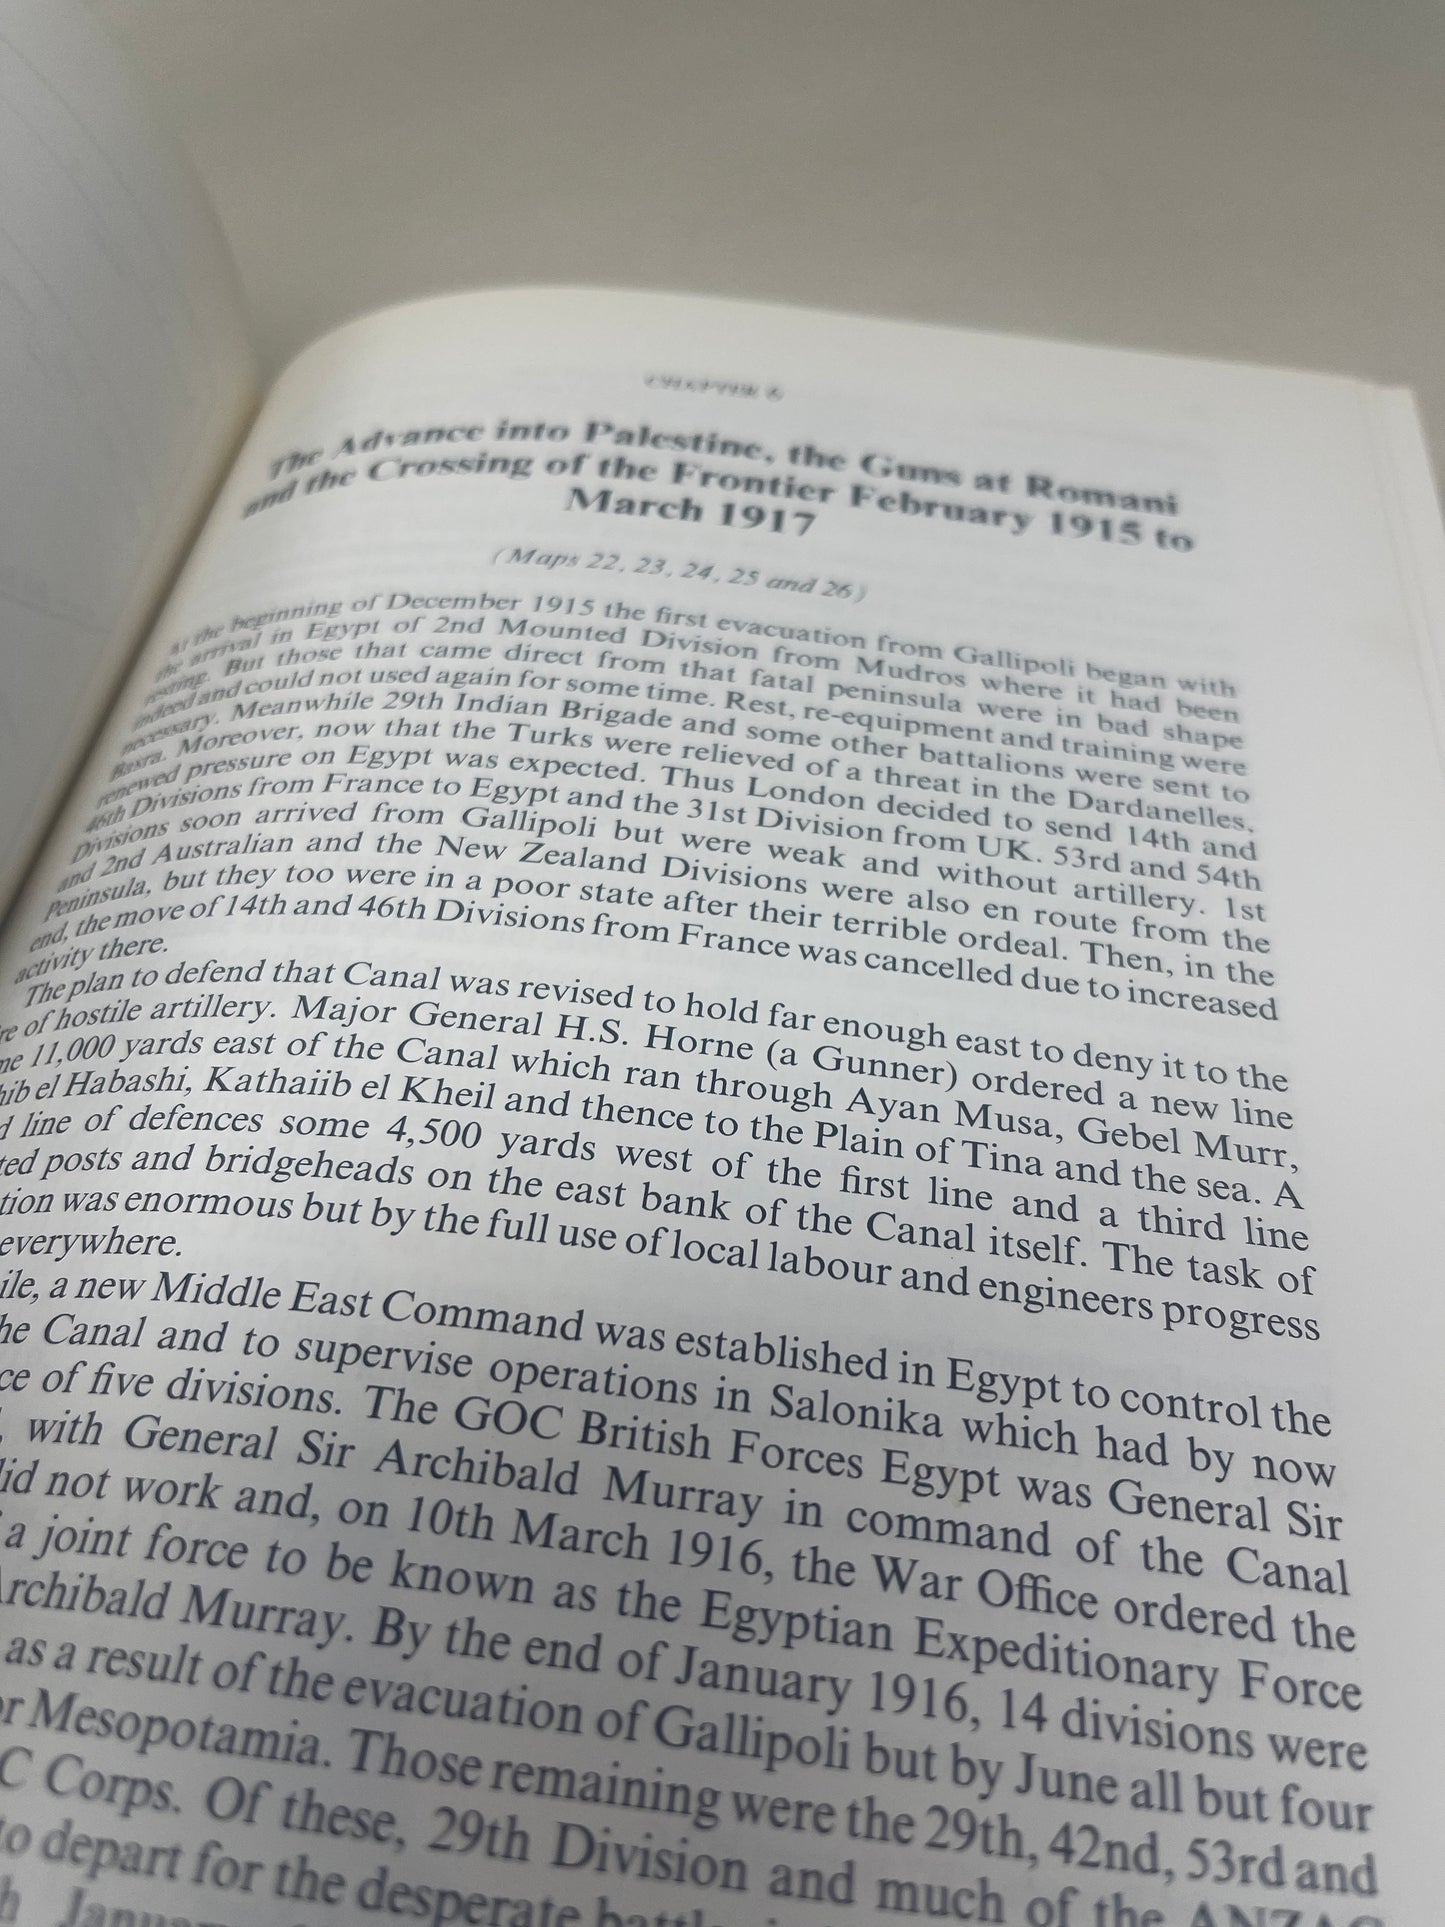 CHAPTER 6
The Advance into Palestine, the Guns at Romani
and the Crossing of the Frontier February 1915 to
March 1917
(Maps 22, 23, 24, 25 and 26)
At the beginning of December 1915 the first evacuation from Gallipoli began with
the arrival in Egypt of 2nd Mounted Division from Mudros where it had been
resting. But those that came direct from that fatal peninsula were in bad shape
indeed and could not used again for some time. Rest, re-equipment and training were
necessary. Meanwhile 29th Indian Brigade and some other battalions were sent to
Basra. Moreover, now that the Turks were relieved of a threat in the Dardanelles,
renewed pressure on Egypt was expected. Thus London decided to send 14th and
46th Divisions from France to Egypt and the 31st Division from UK. 53rd and 54th
Divisions soon arrived from Gallipoli but were weak and without artillery. 1st
and 2nd Australian and the New Zealand Divisions were also en route from the
Peninsula, but they too were in a poor state after their terrible ordeal. Then, in the
end, the move of 14th and 46th Divisions from France was cancelled due to increased
activity there.
The plan to defend that Canal was revised to hold far enough east to deny it to the
re of hostile artillery. Major General H.S. Horne (a Gunner) ordered a new line
me 11,000 yards east of the Canal which ran through Ayan Musa, Gebel Murr,
hib el Habashi, Kathaiib el Kheil and thence to the Plain of Tina and the sea. A
d line of defences some 4,500 yards west of the first line and a third line
ted posts and bridgeheads on the east bank of the Canal itself. The task of
tion was enormous but by the full use of local labour and engineers progress
everywhere.
ile, a new Middle East Command was established in Egypt to control the
he Canal and to supervise operations in Salonika which had by now
ce of five divisions. The GOC British Forces Egypt was General Sir
, with General Sir Archibald Murray in command of the Canal
did not work and, on 10th March 1916, the War Office ordered the
f a joint force to be known as the Egyptian Expeditionary Force
Archibald Murray. By the end of January 1916, 14 divisions were
as a result of the evacuation of Gallipoli but by June all but four
or Mesopotamia. Those remaining were the 29th, 42nd, 53rd and
C Corps. Of these, 29th Division and much of the ANZAC
to depart for the desperate
h January